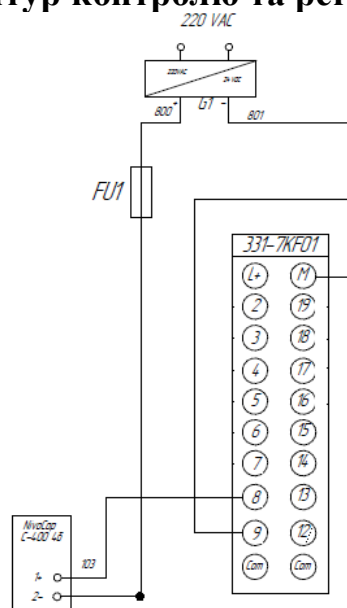 тур контролю та рег
220 VAC
220VAC
24 VDC
800 + G1 - 801
FU1
331-7KF01
L+ M
2 19
3 18
4 17
5 16
6 15
7 14
8 13
9 12
Com Com
NivoCap
C-400 4Б
103
1+
2-